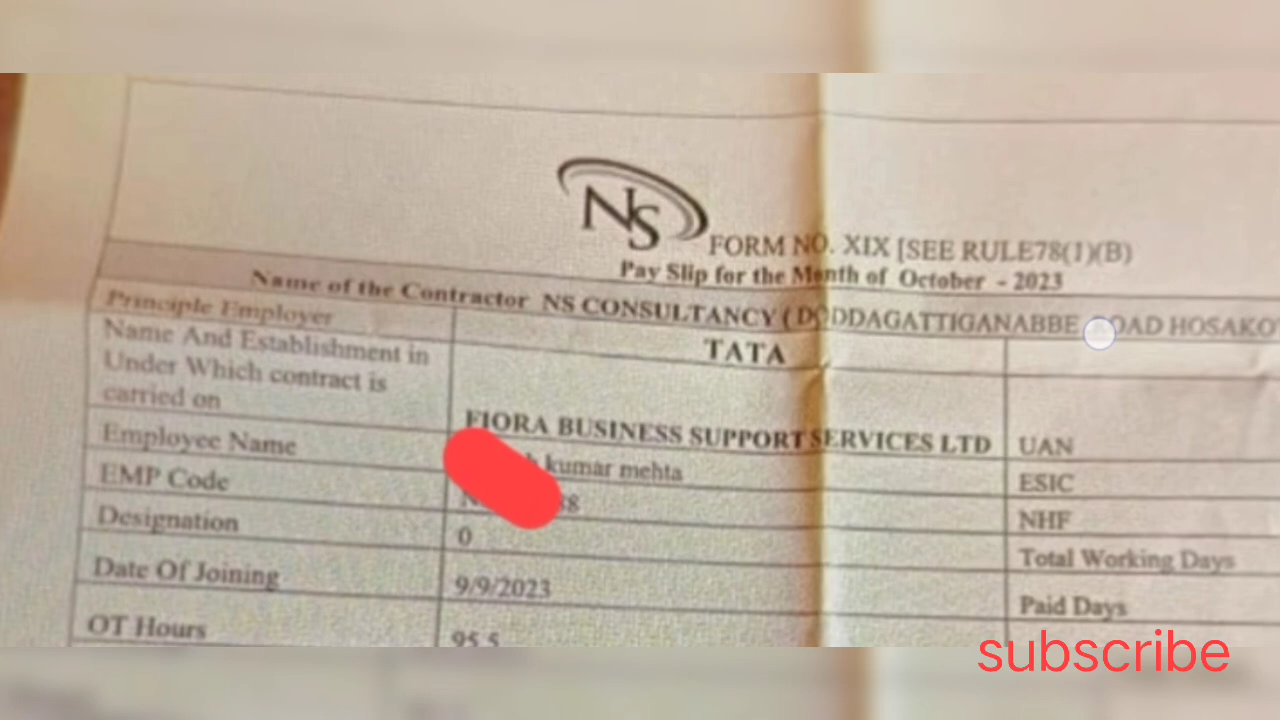 NS
FORM NO. XIX [SEE RULE78(1)(B)
Pay Slip for the Month of October - 2023
Name of the Contractor NS CONSULTANCY ( DODDAGATTIGANABBE ROAD HOSAKO
Principle Employer TATA
Name And Establishment in
Under Which contract is
carried on FIORA BUSINESS SUPPORT SERVICES LTD UAN
Employee Name kumar mehta ESIC
EMP Code NHF
Designation 0 Total Working Days
Date Of Joining 9/9/2023 Paid Days
OT Hours 95.5
subscribe